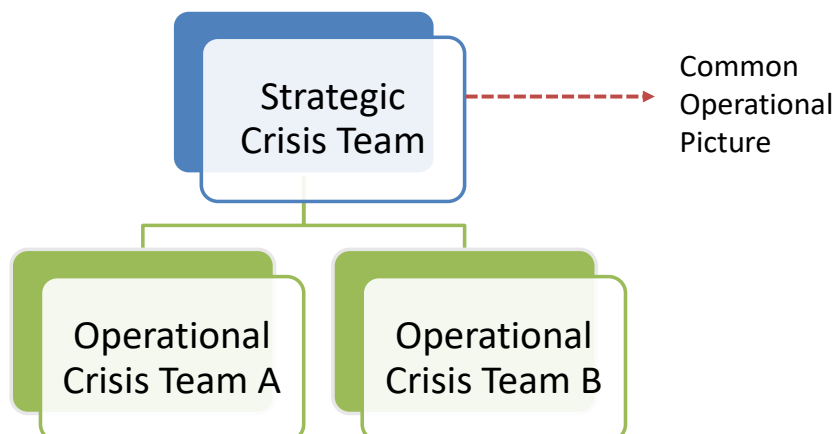 Strategic
Crisis Team
Common
Operational
Picture
Operational
Crisis Team A
Operational
Crisis Team B